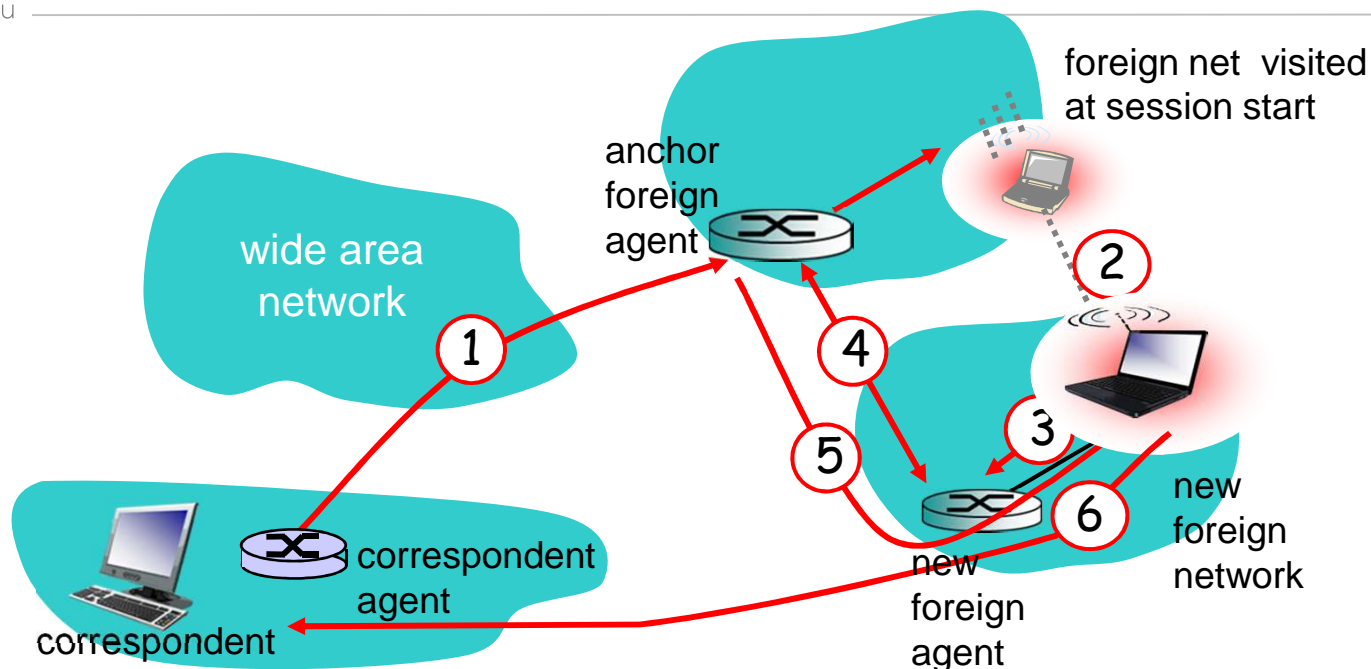 u
foreign net visited
at session start
anchor
foreign
agent
wide area
network
2
1
4
3
5
6
new
foreign
network
correspondent
agent
new
foreign
agent
correspondent